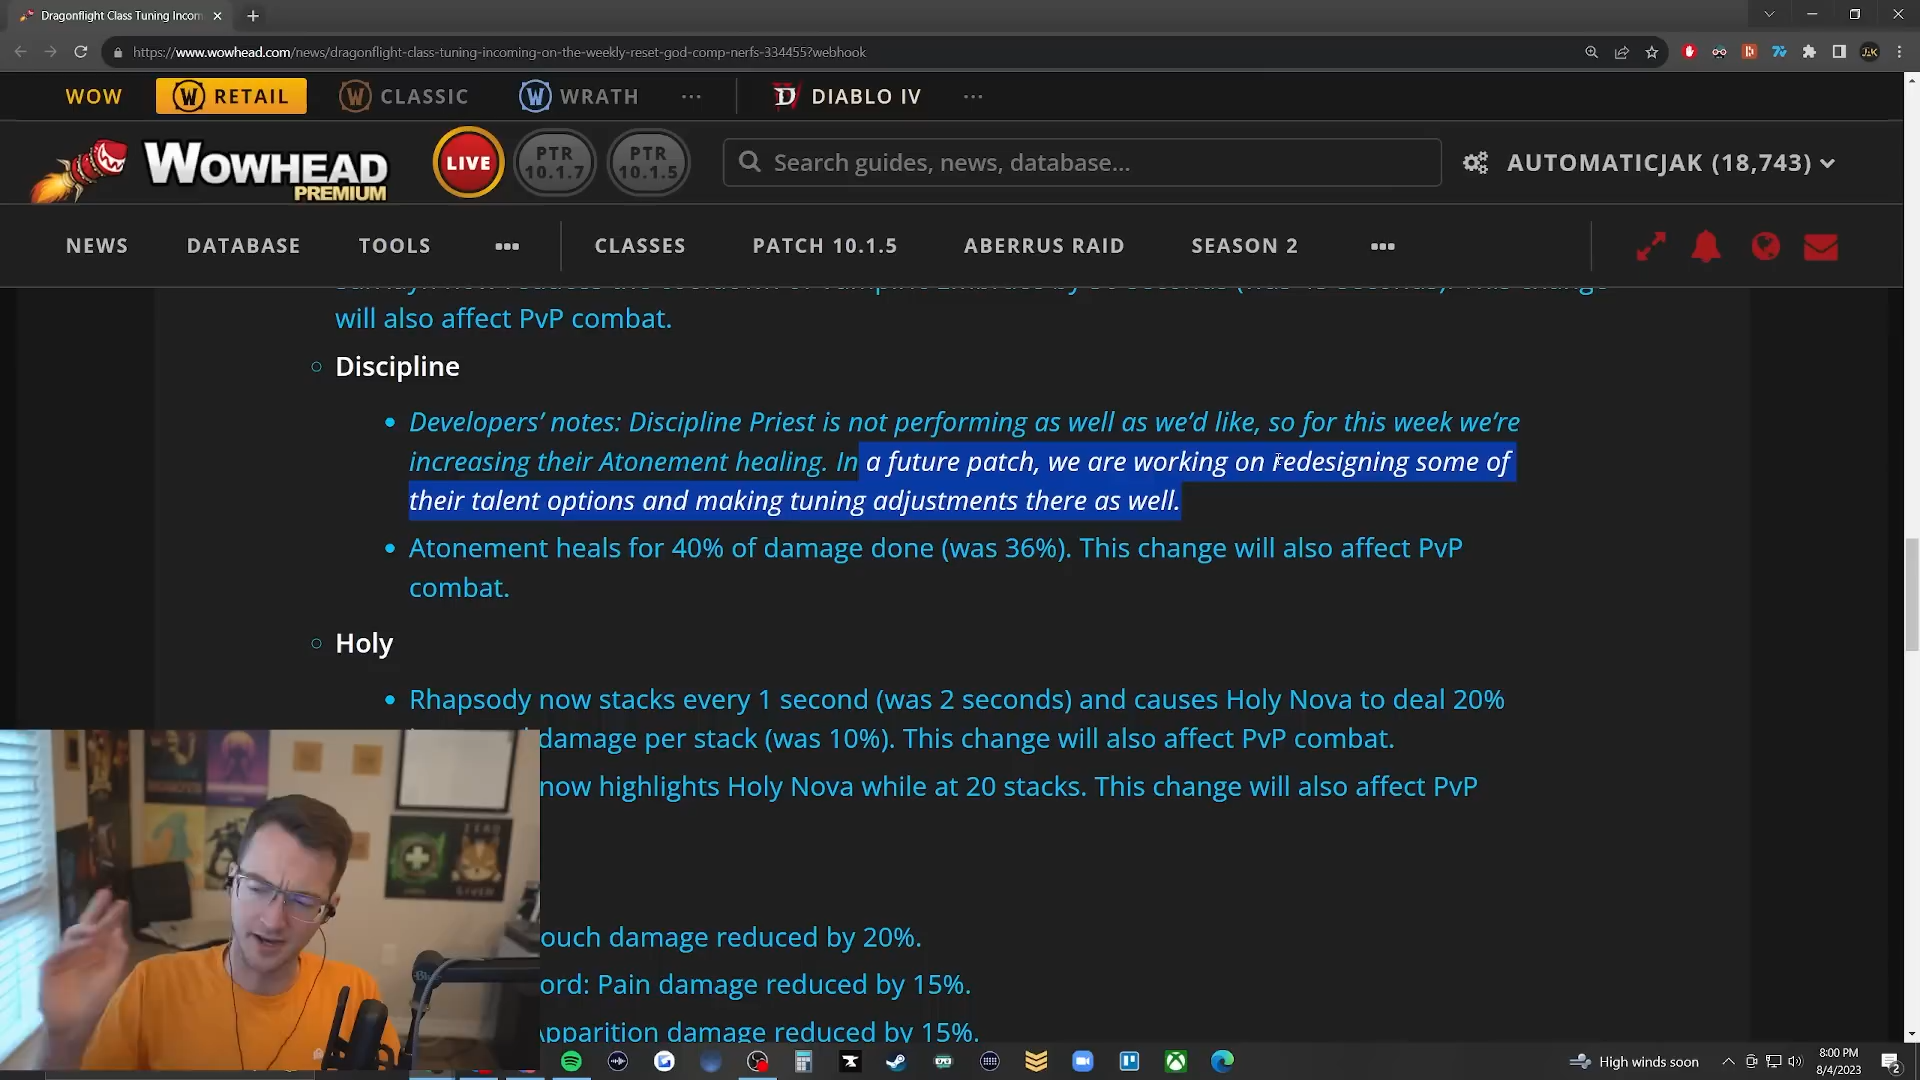 Dragonflight Class Tuning Incom
https://www.wowhead.com/news/dragonflight-class-tuning-incoming-on-the-weekly-reset-god-comp-nerfs-334455?webhook
WOW
RETAIL
CLASSIC
WRATH
DIABLO IV
WOWHEAD
PREMIUM
LIVE
PTR
10.1.7
PTR
10.1.5
Search guides, news, database...
AUTOMATICJAK (18,743)
NEWS
DATABASE
TOOLS
CLASSES
PATCH 10.1.5
ABERRUS RAID
SEASON 2
will also affect PvP combat.
Discipline
Developers’ notes: Discipline Priest is not performing as well as we’d like, so for this week we’re
increasing their Atonement healing. In a future patch, we are working on redesigning some of
their talent options and making tuning adjustments there as well.
Atonement heals for 40% of damage done (was 36%). This change will also affect PvP
combat.
Holy
Rhapsody now stacks every 1 second (was 2 seconds) and causes Holy Nova to deal 20%
damage per stack (was 10%). This change will also affect PvP combat.
now highlights Holy Nova while at 20 stacks. This change will also affect PvP
ouch damage reduced by 20%.
ord: Pain damage reduced by 15%.
Apparition damage reduced by 15%.
High winds soon
8:00 PM
8/4/2023
2